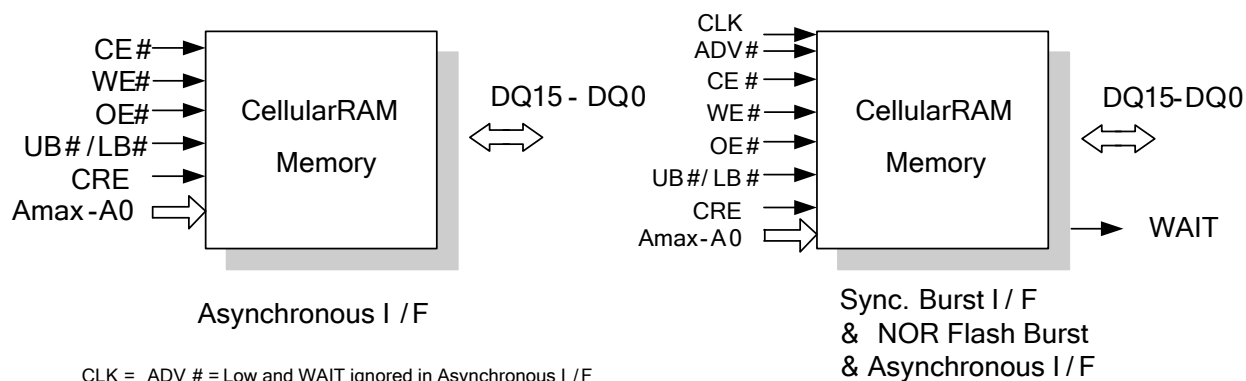 CE#
WE#
OE#
UB#/LB#
CRE
Amax-A0
CellularRAM
Memory
DQ15 - DQ0
Asynchronous I/F
CLK
ADV#
CE#
WE#
OE#
UB#/LB#
CRE
Amax-A0
CellularRAM
Memory
DQ15-DQ0
WAIT
Sync. Burst I/F
& NOR Flash Burst
& Asynchronous I/F
CLK = ADV # = Low and WAIT ignored in Asynchronous I/F